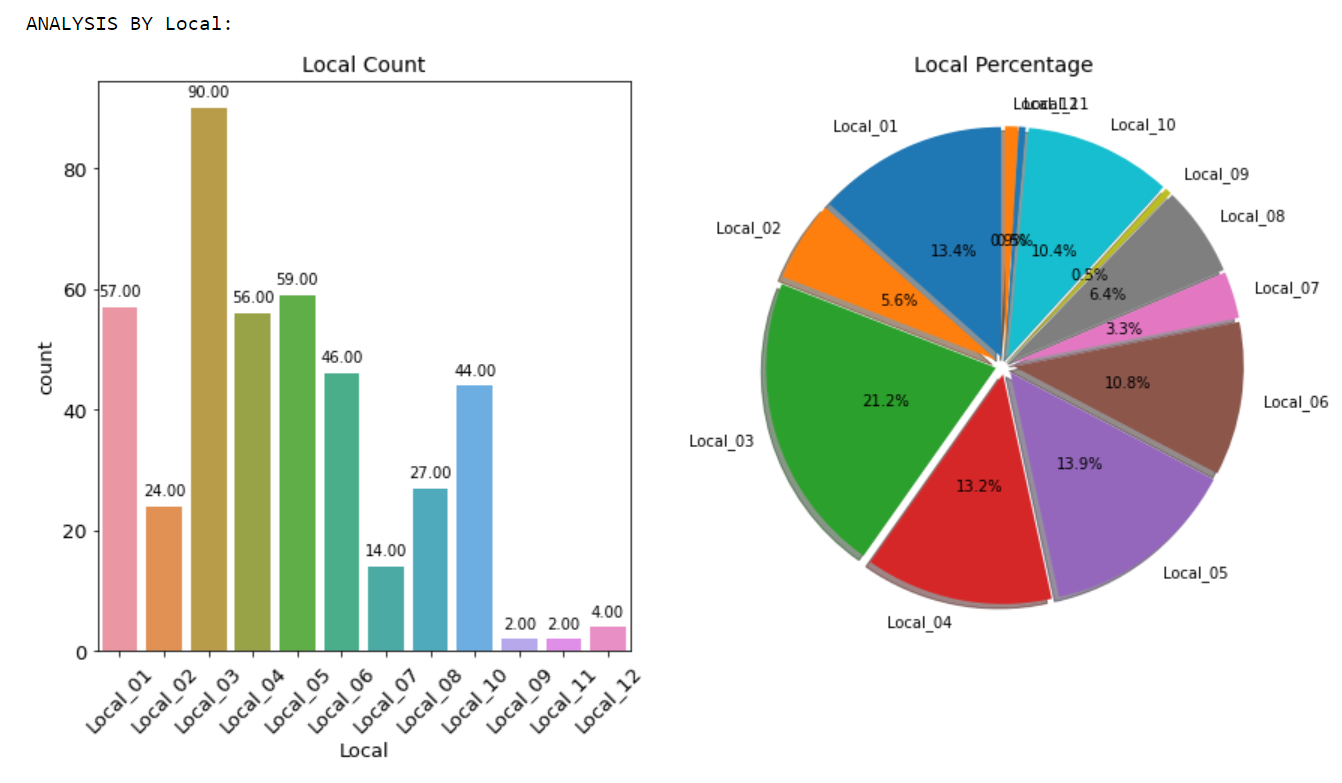 ANALYSIS BY Local:
Local Count
90.00
80
57.00
59.00
56.00
60
46.00
44.00
count
40
24.00
27.00
20
14.00
2.00
2.00
4.00
0
Local_01
Local_02
Local_03
Local_04
Local_05
Local_06
Local_07
Local_08
Local_10
Local_09
Local_11
Local_12
Local
Local Percentage
Local_01
Local_10
Local_09
Local_02
Local_08
Local_07
Local_03
Local_06
Local_05
Local_04
13.4%
10.4%
0.5%
6.4%
5.6%
3.3%
10.8%
21.2%
13.9%
13.2%